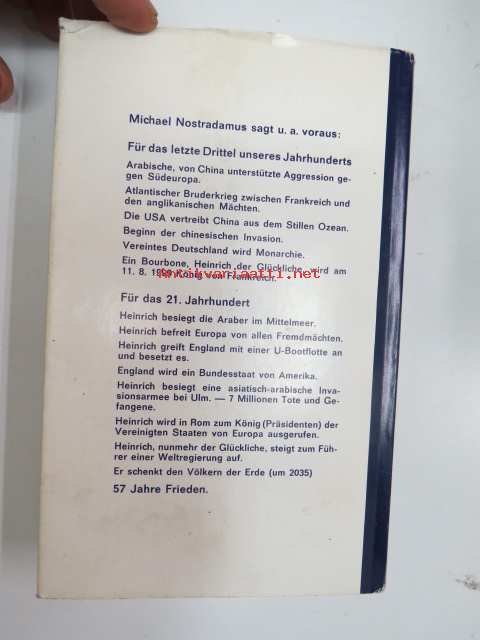 Michael Nostradamus sagt u. a. voraus:
Für das letzte Drittel unseres Jahrhunderts
Arabische, von China unterstützte Aggression ge-
gen Südeuropa.
Atlantischer Bruderkrieg zwischen Frankreich und
den anglikanischen Mächten.
Die USA vertreibt China aus dem Stillen Ozean.
Beginn der chinesischen Invasion.
Vereintes Deutschland wird Monarchie.
Ein Bourbone, Heinrich der Glückliche, wird am
11. 8. 1999 König von Frankreich.
antikvariaatti.net
Für das 21. Jahrhundert
Heinrich besiegt die Araber im Mittelmeer.
Heinrich befreit Europa von allen Fremdmächten.
Heinrich greift England mit einer U-Bootflotte an
und besetzt es.
England wird ein Bundesstaat von Amerika.
Heinrich besiegt eine asiatisch-arabische Inva-
sionsarmee bei Ulm. — 7 Millionen Tote und Ge-
fangene.
Heinrich wird in Rom zum König (Präsidenten) der
Vereinigten Staaten von Europa ausgerufen.
Heinrich, nunmehr der Glückliche, steigt zum Füh-
rer einer Weltregierung auf.
Er schenkt den Völkern der Erde (um 2035)
57 Jahre Frieden.